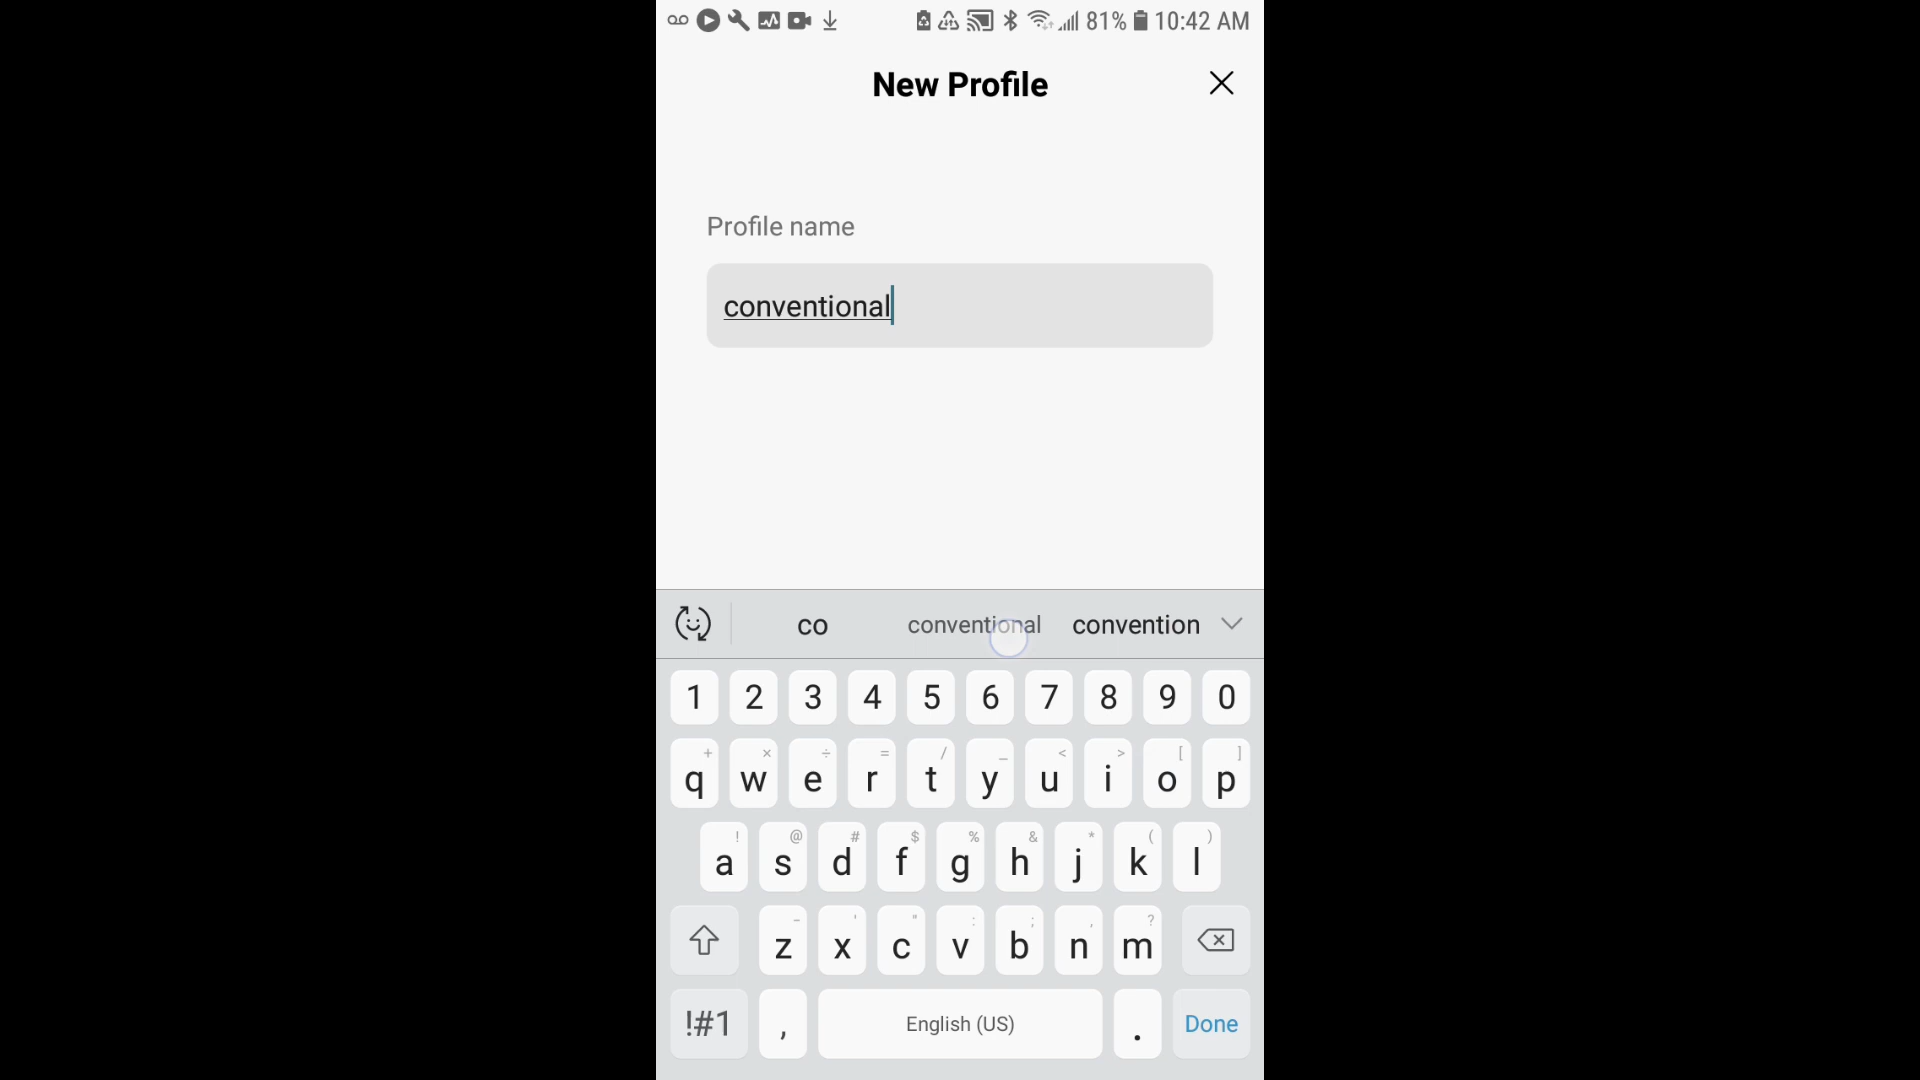 81% 10:42 AM
New Profile
Profile name
conventional
co conventional convention
1 2 3 4 5 6 7 8 9 0
+ × ÷ = / _ < > [ ]
q w e r t y u i o p
! @ # $ % & * ( )
a s d f g h j k l
- ' " : ; , ?
z x c v b n m
!#1 , English (US) . Done